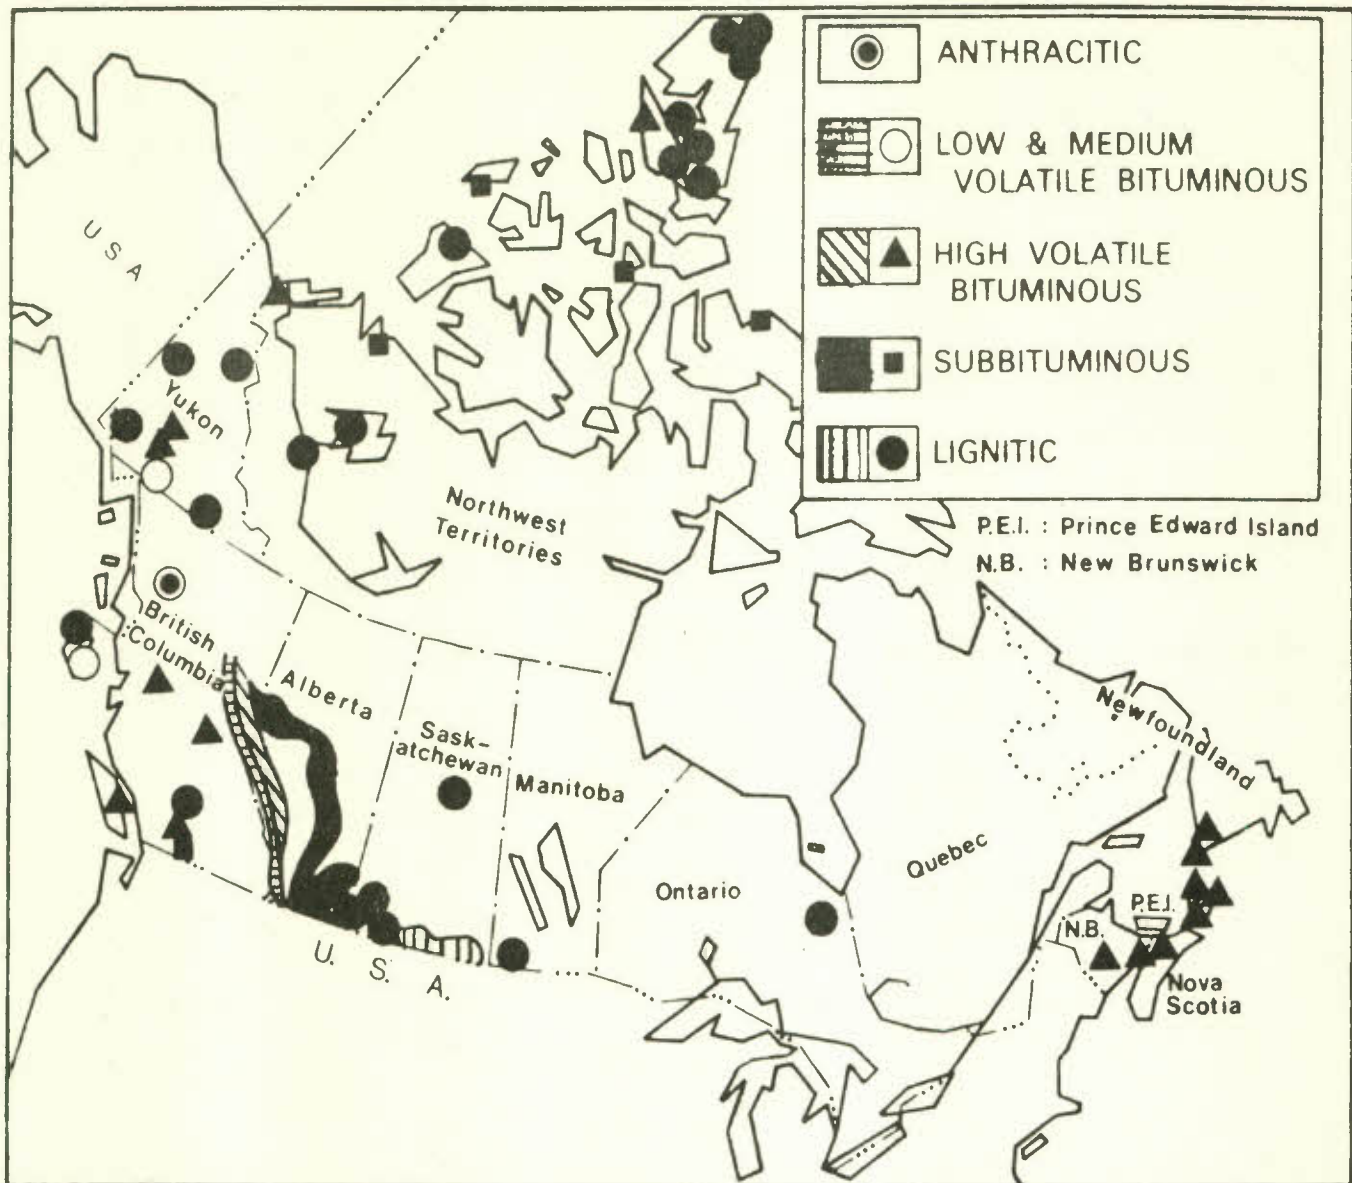 ANTHRACITIC
LOW & MEDIUM
VOLATILE BITUMINOUS
HIGH VOLATILE
BITUMINOUS
SUBBITUMINOUS
LIGNITIC
P.E.I. : Prince Edward Island
N.B. : New Brunswick
USA
Yukon
Northwest
Territories
British
Columbia
Alberta
Sask-
atchewan
Manitoba
Ontario
Quebec
Newfoundland
P.E.I.
N.B.
Nova
Scotia
U. S. A.